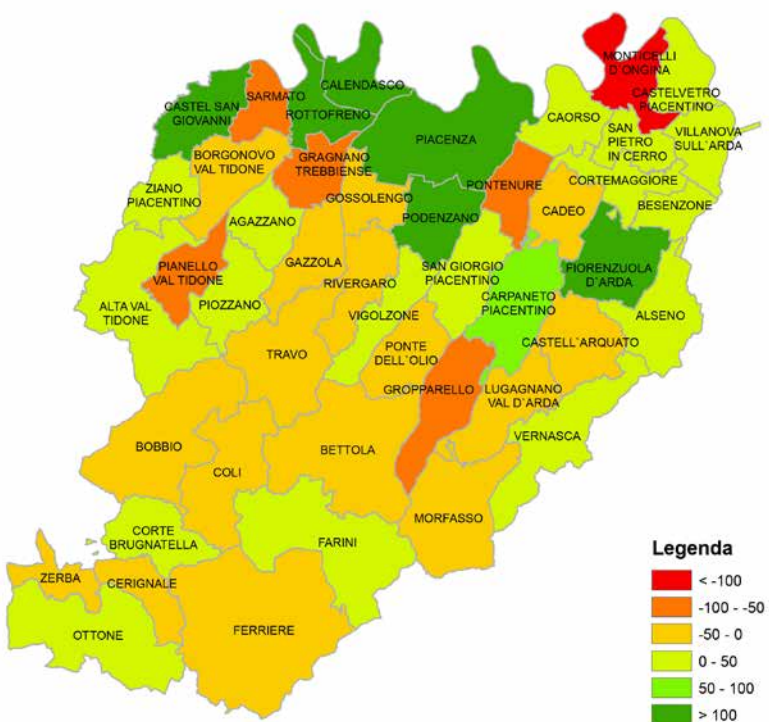 MONTICELLI
D`ONGINA
CALENDASCO
CASTELVETRO
PIACENTINO
SARMATO
CASTEL SAN
GIOVANNI
ROTTOFRENO
CAORSO
PIACENZA
SAN
PIETRO
IN CERRO
VILLANOVA
SULL`ARDA
BORGONOVO
VAL TIDONE
GRAGNANO
TREBBIENSE
ZIANO
PIACENTINO
GOSSOLENGO
PONTENURE
CORTEMAGGIORE
BESENZONE
AGAZZANO
PODENZANO
CADEO
PIANELLO
VAL TIDONE
GAZZOLA
SAN GIORGIO
PIACENTINO
FIORENZUOLA
D`ARDA
RIVERGARO
ALTA VAL
TIDONE
PIOZZANO
VIGOLZONE
CARPANETO
PIACENTINO
ALSENO
TRAVO
PONTE
DELL`OLIO
CASTELL`ARQUATO
GROPPARELLO
LUGAGNANO
VAL D`ARDA
BOBBIO
BETTOLA
VERNASCA
COLI
MORFASSO
CORTE
BRUGNATELLA
FARINI
ZERBA
CERIGNALE
OTTONE
FERRIERE
Legenda
< -100
-100 - -50
-50 - 0
0 - 50
50 - 100
> 100